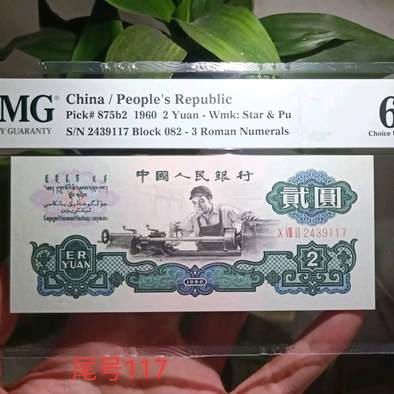 MG
Y GUARANTY
China / People's Republic
Pick# 875b2 1960 2 Yuan - Wmk: Star & Pu
S/N 2439117 Block 082 - 3 Roman Numerals
6
Choice
中國人民銀行
貳圓
X VIII II 2439117
ER
YUAN
1960
2
尾号117